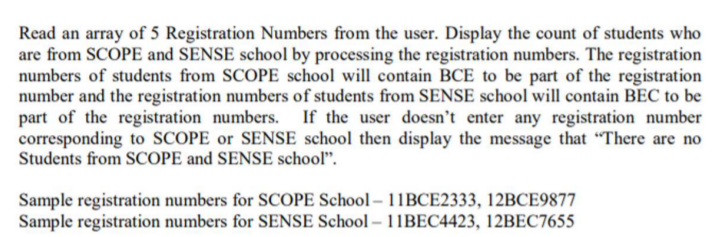 Read an array of 5 Registration Numbers from the user. Display the count of students who
are from SCOPE and SENSE school by processing the registration numbers. The registration
numbers of students from SCOPE school will contain BCE to be part of the registration
number and the registration numbers of students from SENSE school will contain BEC to be
part of the registration numbers. If the user doesn't enter any registration number
corresponding to SCOPE or SENSE school then display the message that “There are no
Students from SCOPE and SENSE school”.
Sample registration numbers for SCOPE School – 11BCE2333, 12BCE9877
Sample registration numbers for SENSE School – 11BEC4423, 12BEC7655